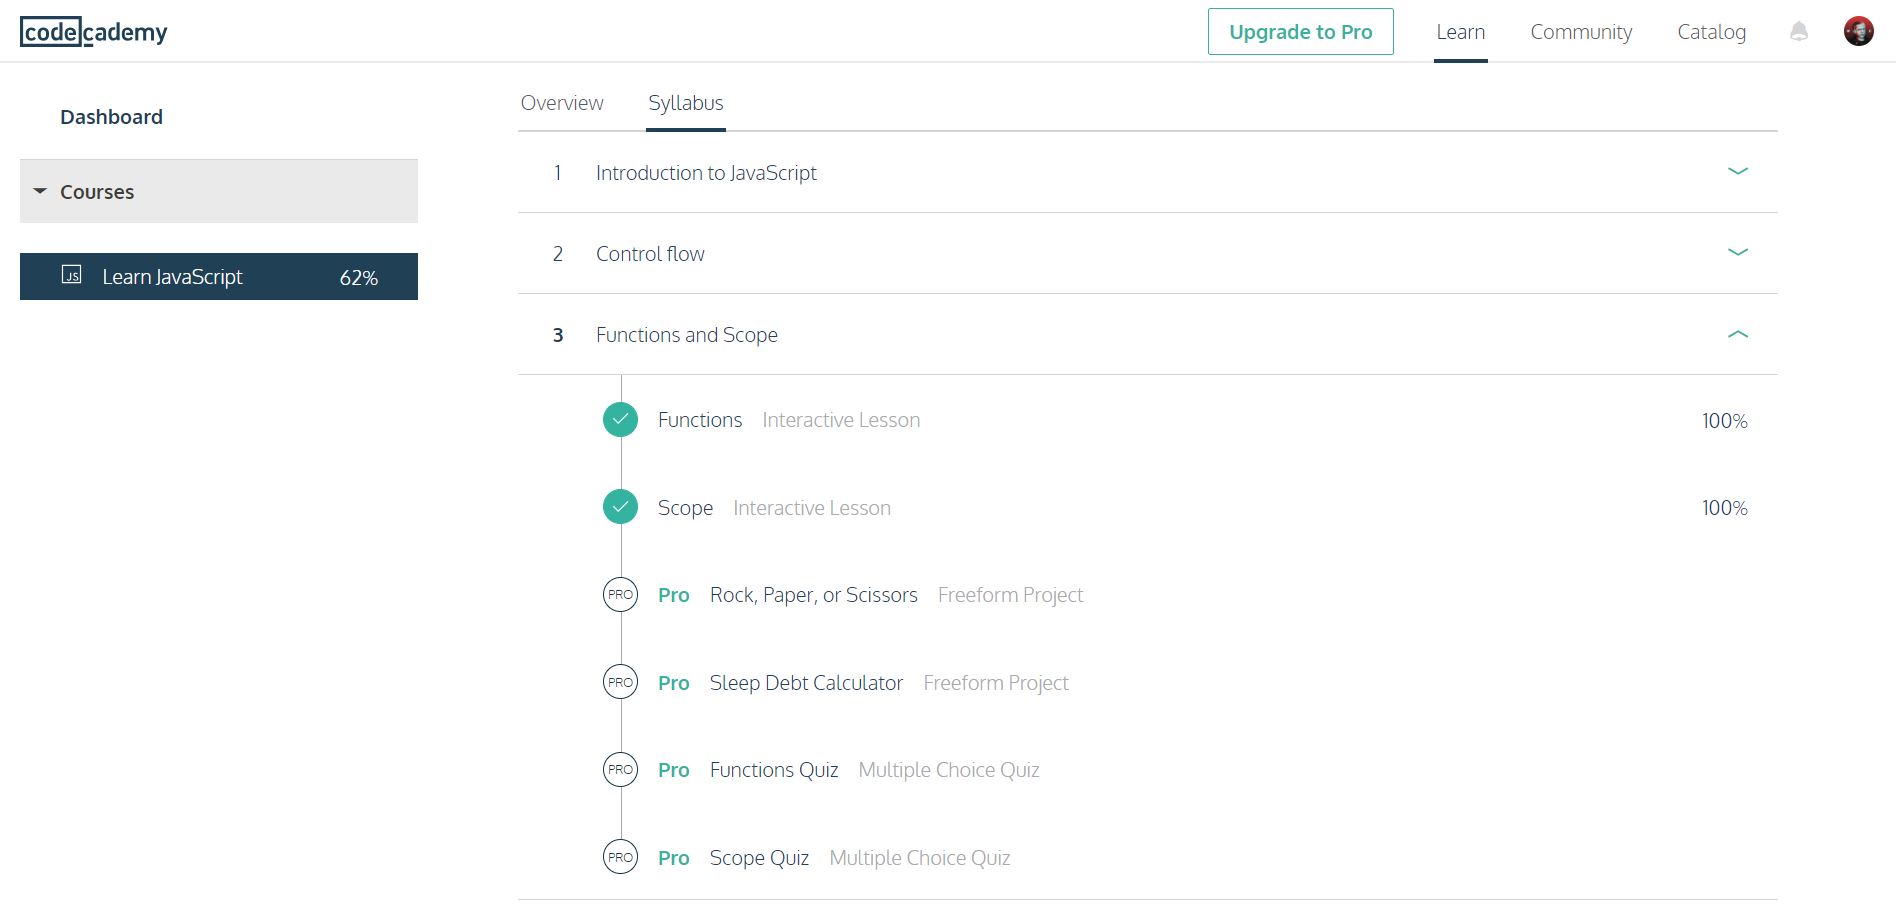 codecademy
Upgrade to Pro Learn Community Catalog
Dashboard
Courses
JS Learn JavaScript 62%
Overview Syllabus
1 Introduction to JavaScript
2 Control flow
3 Functions and Scope
Functions Interactive Lesson 100%
Scope Interactive Lesson 100%
PRO Pro Rock, Paper, or Scissors Freeform Project
PRO Pro Sleep Debt Calculator Freeform Project
PRO Pro Functions Quiz Multiple Choice Quiz
PRO Pro Scope Quiz Multiple Choice Quiz